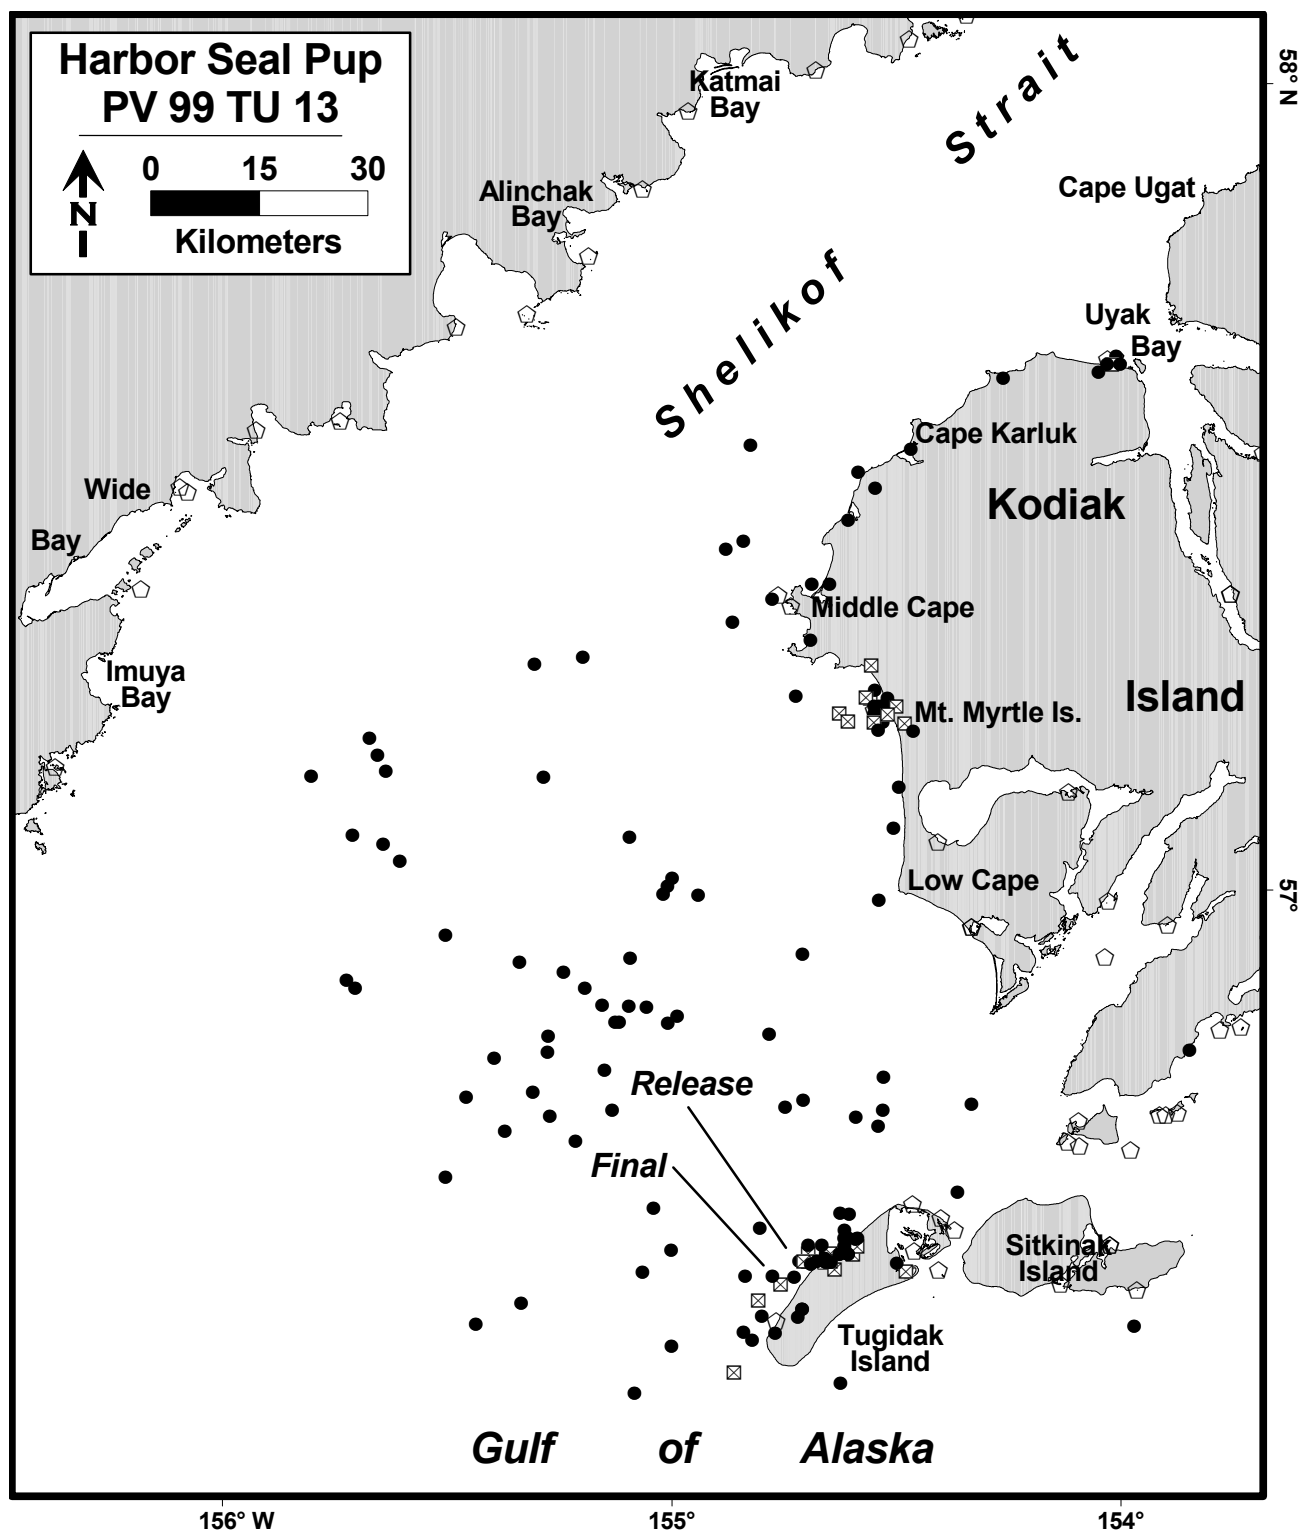 Harbor Seal Pup
PV 99 TU 13
0 15 30
N
Kilometers
Katmai
Bay
Strait
58° N
Alinchak
Bay
Cape Ugat
Shelikof
Uyak
Bay
Cape Karluk
Wide
Bay
Kodiak
Middle Cape
Imuya
Bay
Island
Mt. Myrtle Is.
Low Cape
57°
Release
Final
Sitkinak
Island
Tugidak
Island
Gulf of Alaska
156° W 155° 154°